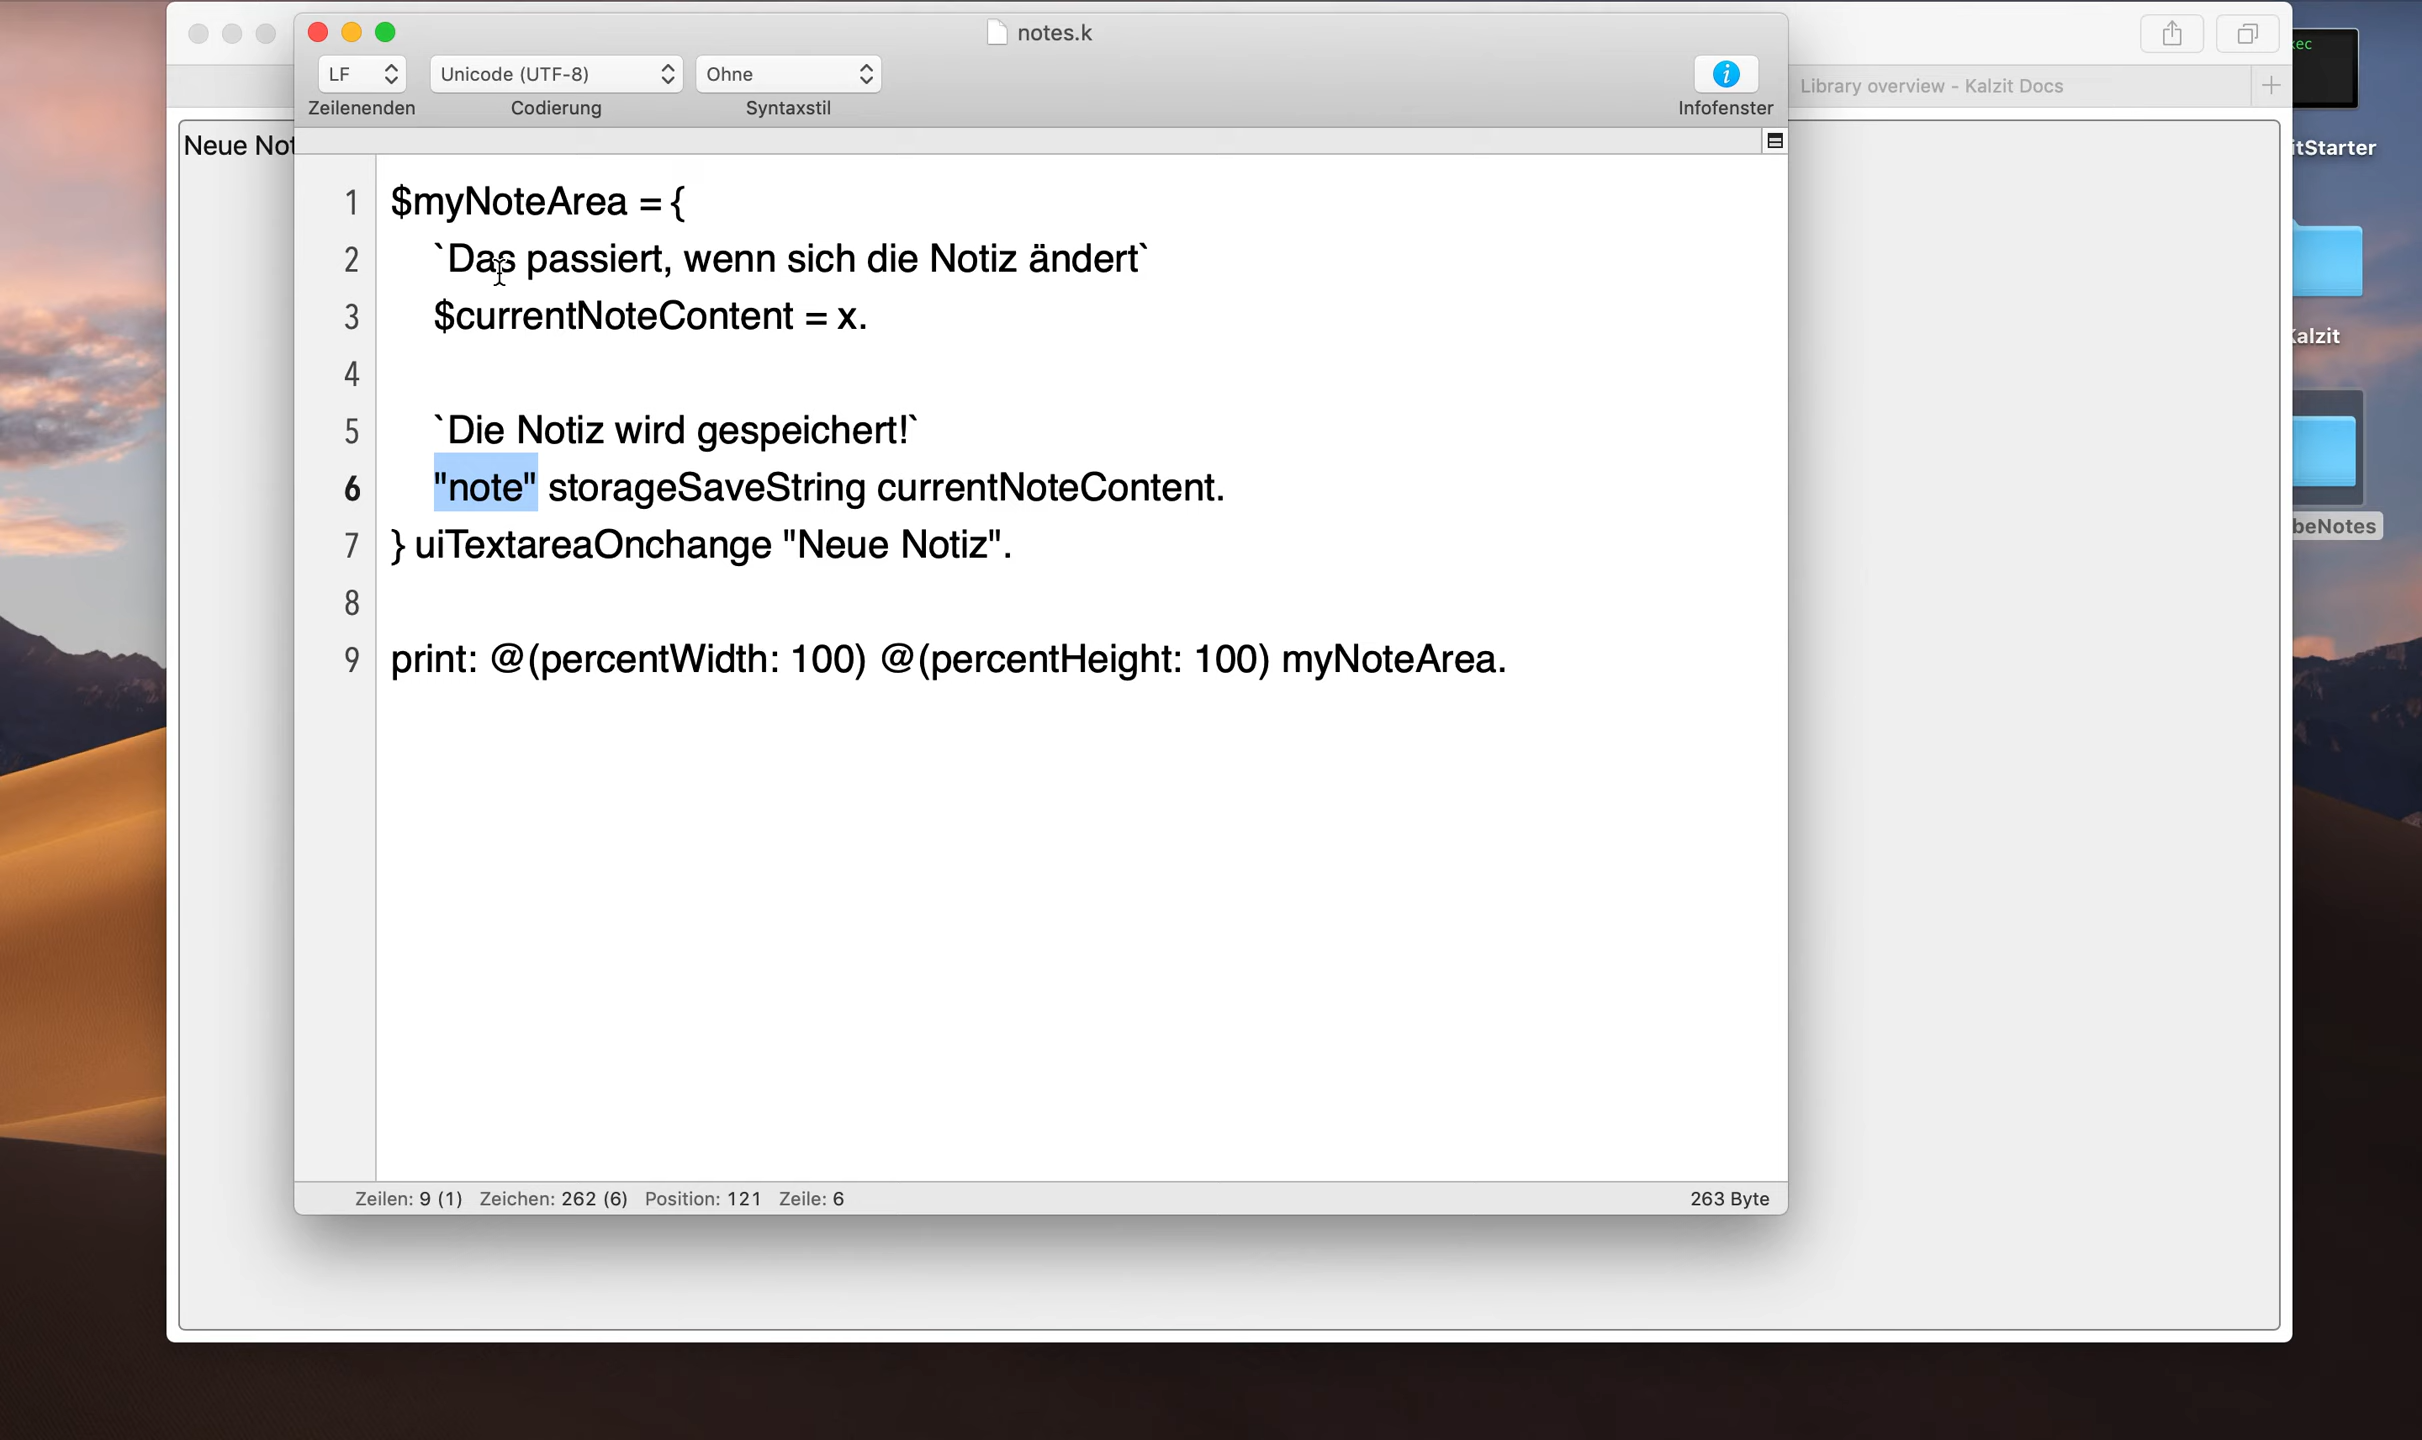 notes.k
LF
Unicode (UTF-8)
Ohne
Zeilenenden
Codierung
Syntaxstil
Infofenster
Library overview - Kalzit Docs
Neue Not
1 $myNoteArea = {
2 `Das passiert, wenn sich die Notiz ändert`
3 $currentNoteContent = x.
4
5 `Die Notiz wird gespeichert!`
6 "note" storageSaveString currentNoteContent.
7 } uiTextareaOnchange "Neue Notiz".
8
9 print: @(percentWidth: 100) @(percentHeight: 100) myNoteArea.
Zeilen: 9 (1) Zeichen: 262 (6) Position: 121 Zeile: 6
263 Byte
itStarter
alzit
beNotes